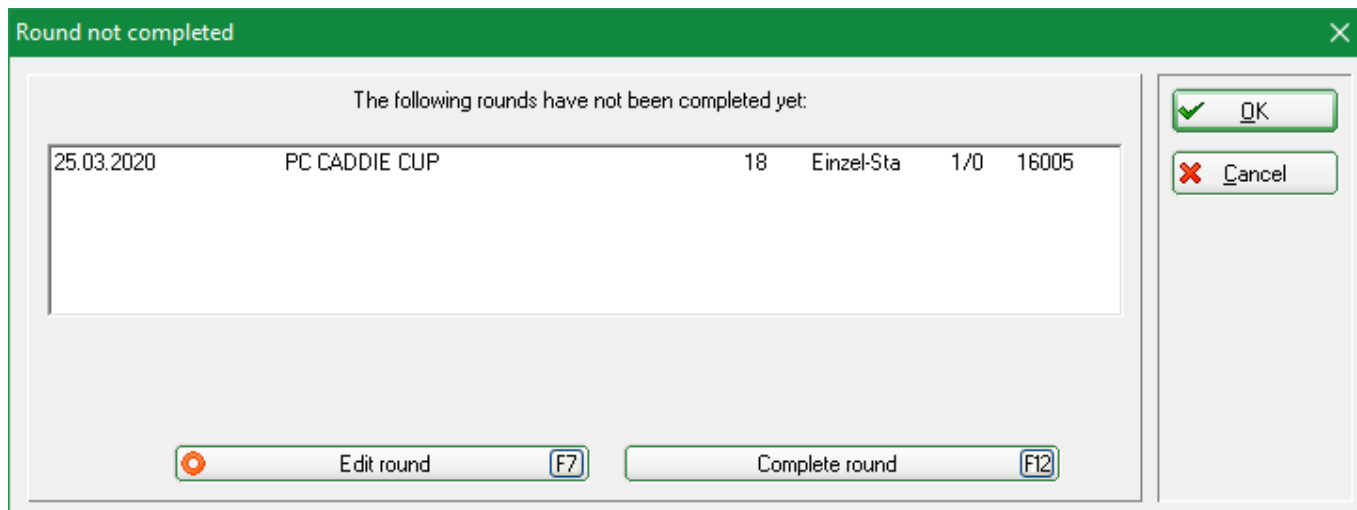 Round not completed
The following rounds have not been completed yet:
25.03.2020 PC CADDIE CUP 18 Einzel-Sta 1/0 16005
OK
Cancel
Edit round F7
Complete round F12